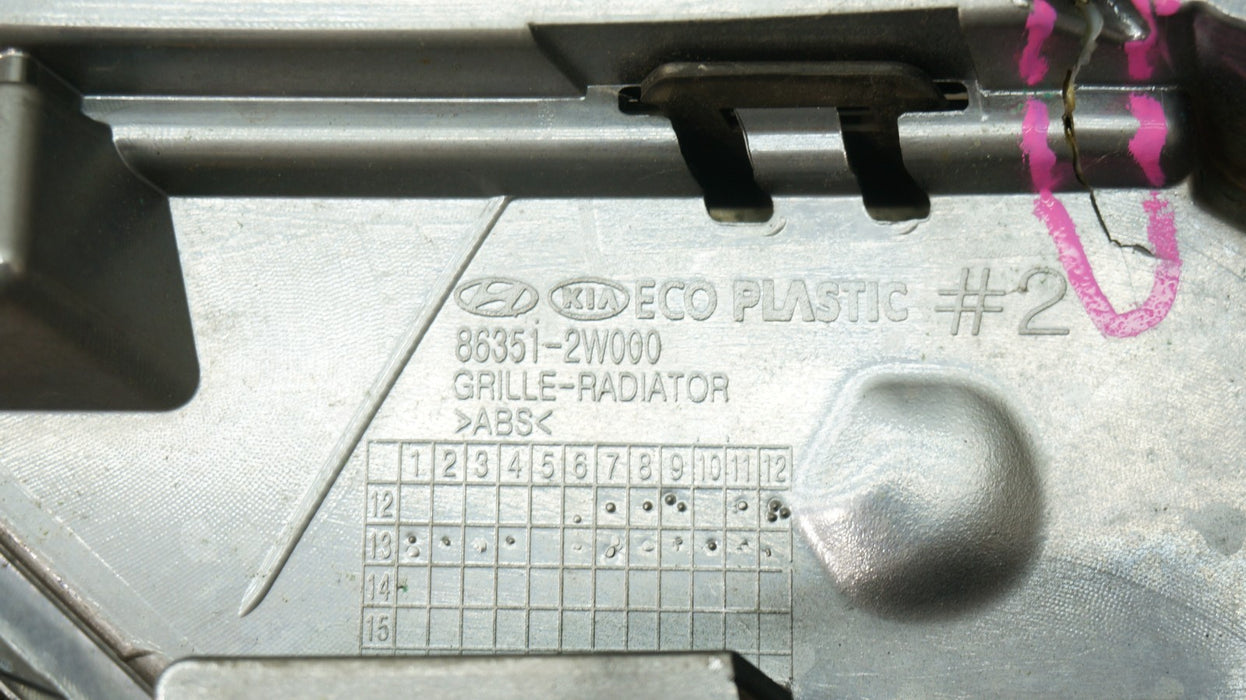 KIA ECO PLASTIC #2
86351-2W000
GRILLE-RADIATOR
>ABS<
1 2 3 4 5 6 7 8 9 10 11 12
12
13
14
15